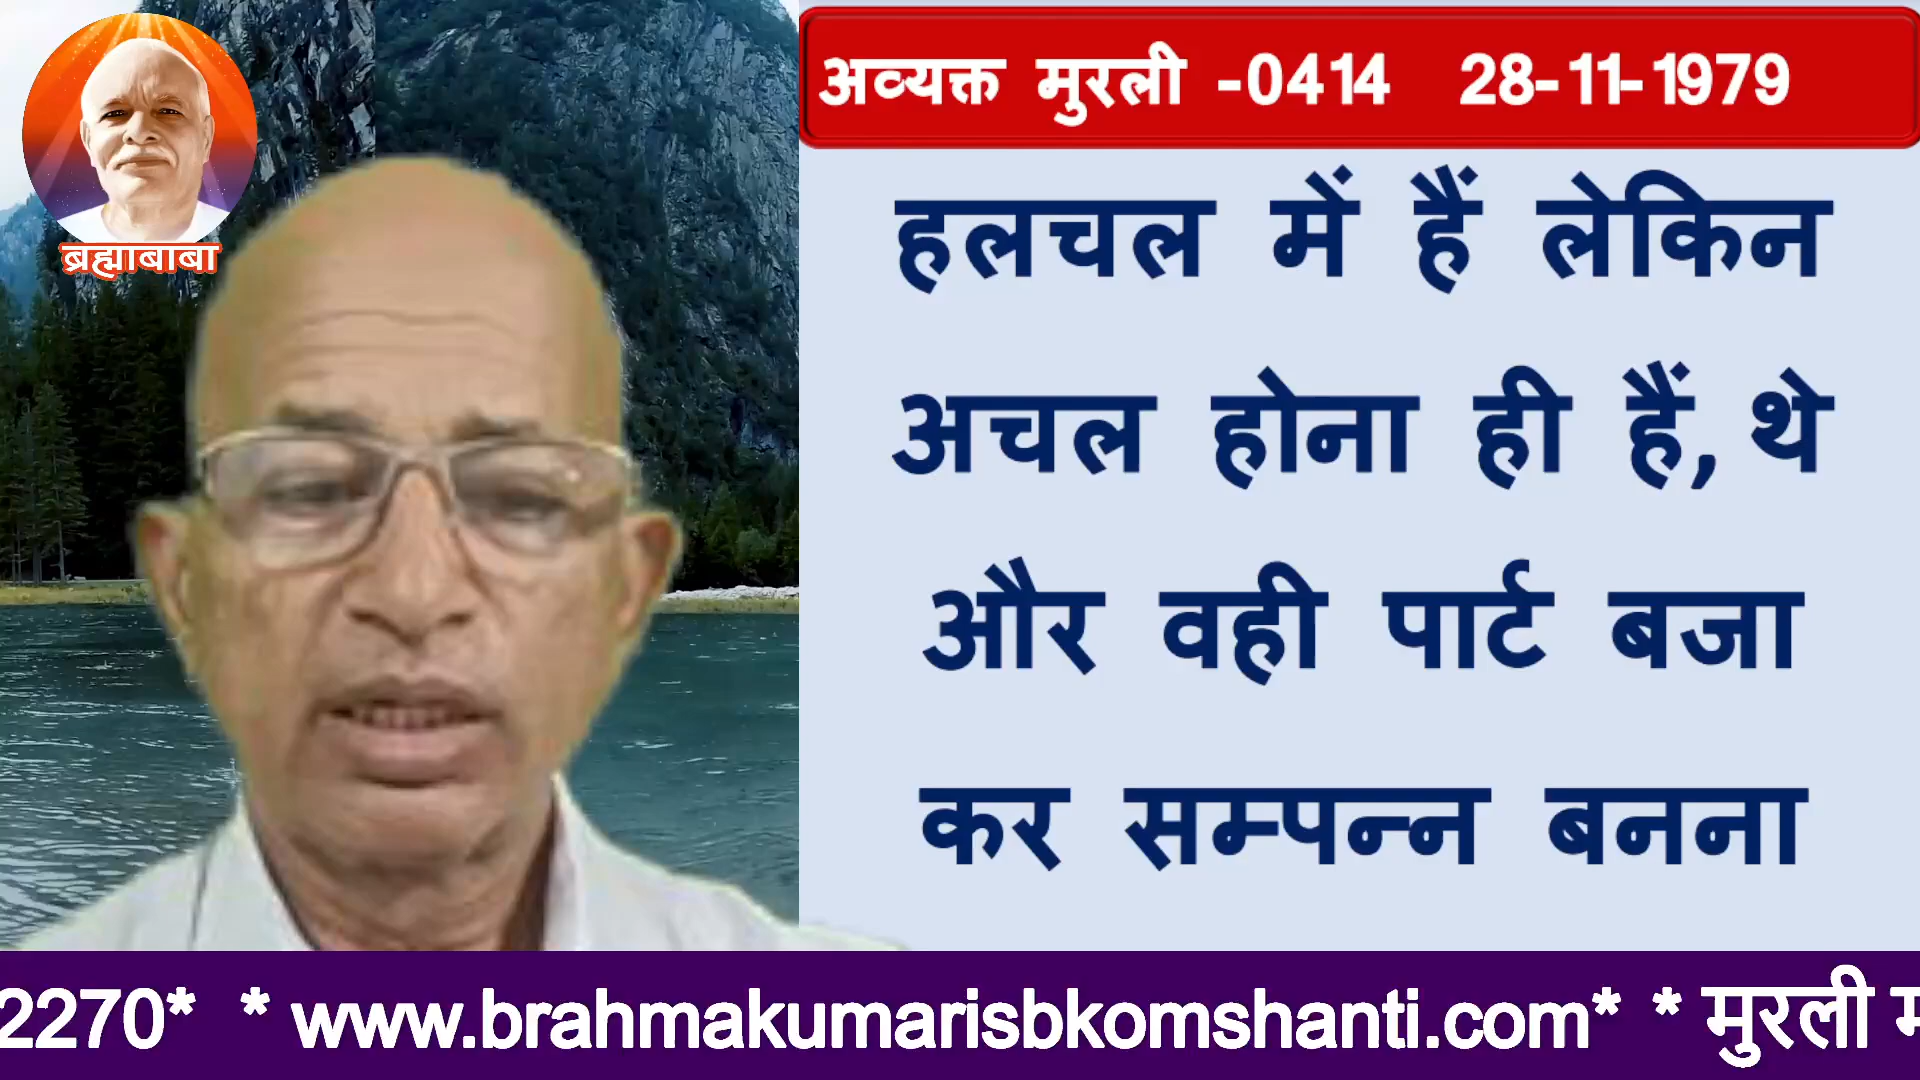 अव्यक्त मुरली -0414 28-11-1979
ब्रह्माबाबा
हलचल में हैं लेकिन
अचल होना ही हैं, थे
और वही पार्ट बजा
कर सम्पन्न बनना
2270* * www.brahmakumarisbkomshanti.com* * मुरली